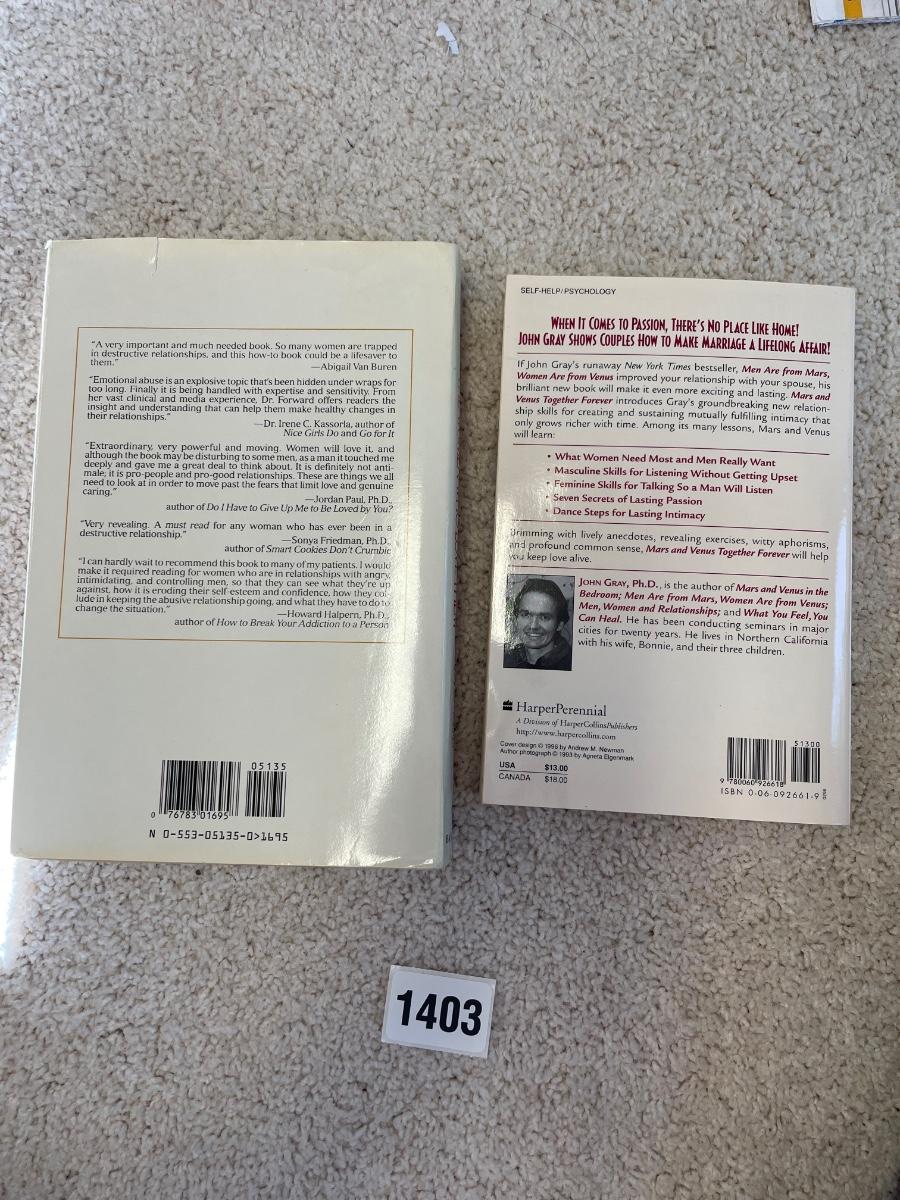 "A very important and much needed book. So many women are trapped
in destructive relationships, and this how-to book could be a lifesaver to
them."
—Abigail Van Buren
"Emotional abuse is an explosive topic that's been hidden under wraps for
too long. Finally it is being handled with expertise and sensitivity. From
her vast clinical and media experience, Dr. Forward offers readers the
insight and understanding that can help them make healthy changes in
their relationships."
—Dr. Irene C. Kassorla, author of
Nice Girls Do and Go for It
"Extraordinary, very powerful and moving. Women will love it, and
although the book may be disturbing to some men, as a man it touched me
deeply and gave me a great deal to think about. It is definitely not anti-
male; it is pro-people and pro-good relationships. These are things we all
need to look at in order to move past the fears that limit love and genuine
caring."
—Jordan Paul, Ph.D.,
author of Do I Have to Give Up Me to Be Loved by You?
"Very revealing. A must read for any woman who has ever been in a
destructive relationship."
—Sonya Friedman, Ph.D.,
author of Smart Cookies Don't Crumble
"I can hardly wait to recommend this book to many of my patients. I would
make it required reading for women who are in relationships with angry,
intimidating, and controlling men, so that they can see what they're up
against, how it is eroding their self-esteem and confidence, how they col-
lude in keeping the abusive relationship going, and what they have to do to
change the situation."
—Howard Halpern, Ph.D.,
author of How to Break Your Addiction to a Person
05135
0 76783 01695
N 0-553-05135-0>1695
SELF-HELP/PSYCHOLOGY
WHEN IT COMES TO PASSION, THERE'S NO PLACE LIKE HOME!
JOHN GRAY SHOWS COUPLES HOW TO MAKE MARRIAGE A LIFELONG AFFAIR!
If John Gray's runaway New York Times bestseller, Men Are from Mars,
Women Are from Venus improved your relationship with your spouse, his
brilliant new book will make it even more exciting and lasting. Mars and
Venus Together Forever introduces Gray's groundbreaking new relation-
ship skills for creating and sustaining mutually fulfilling intimacy that
only grows richer with time. Among its many lessons, Mars and Venus
will learn:
• What Women Need Most and Men Really Want
• Masculine Skills for Listening Without Getting Upset
• Feminine Skills for Talking So a Man Will Listen
• Seven Secrets of Lasting Passion
• Dance Steps for Lasting Intimacy
Brimming with lively anecdotes, revealing exercises, witty aphorisms,
and profound common sense, Mars and Venus Together Forever will help
you keep love alive.
JOHN GRAY, PH.D., is the author of Mars and Venus in the
Bedroom; Men Are from Mars, Women Are from Venus;
Men, Women and Relationships; and What You Feel, You
Can Heal. He has been conducting seminars in major
cities for twenty years. He lives in Northern California
with his wife, Bonnie, and their three children.
HarperPerennial
A Division of HarperCollinsPublishers
http://www.harpercollins.com
Cover design © 1996 by Andrew M. Newman
Author photograph © 1993 by Agneta Elgenmark
USA $13.00
CANADA $18.00
51300
9 780060 926618
ISBN 0-06-092661-9
1403